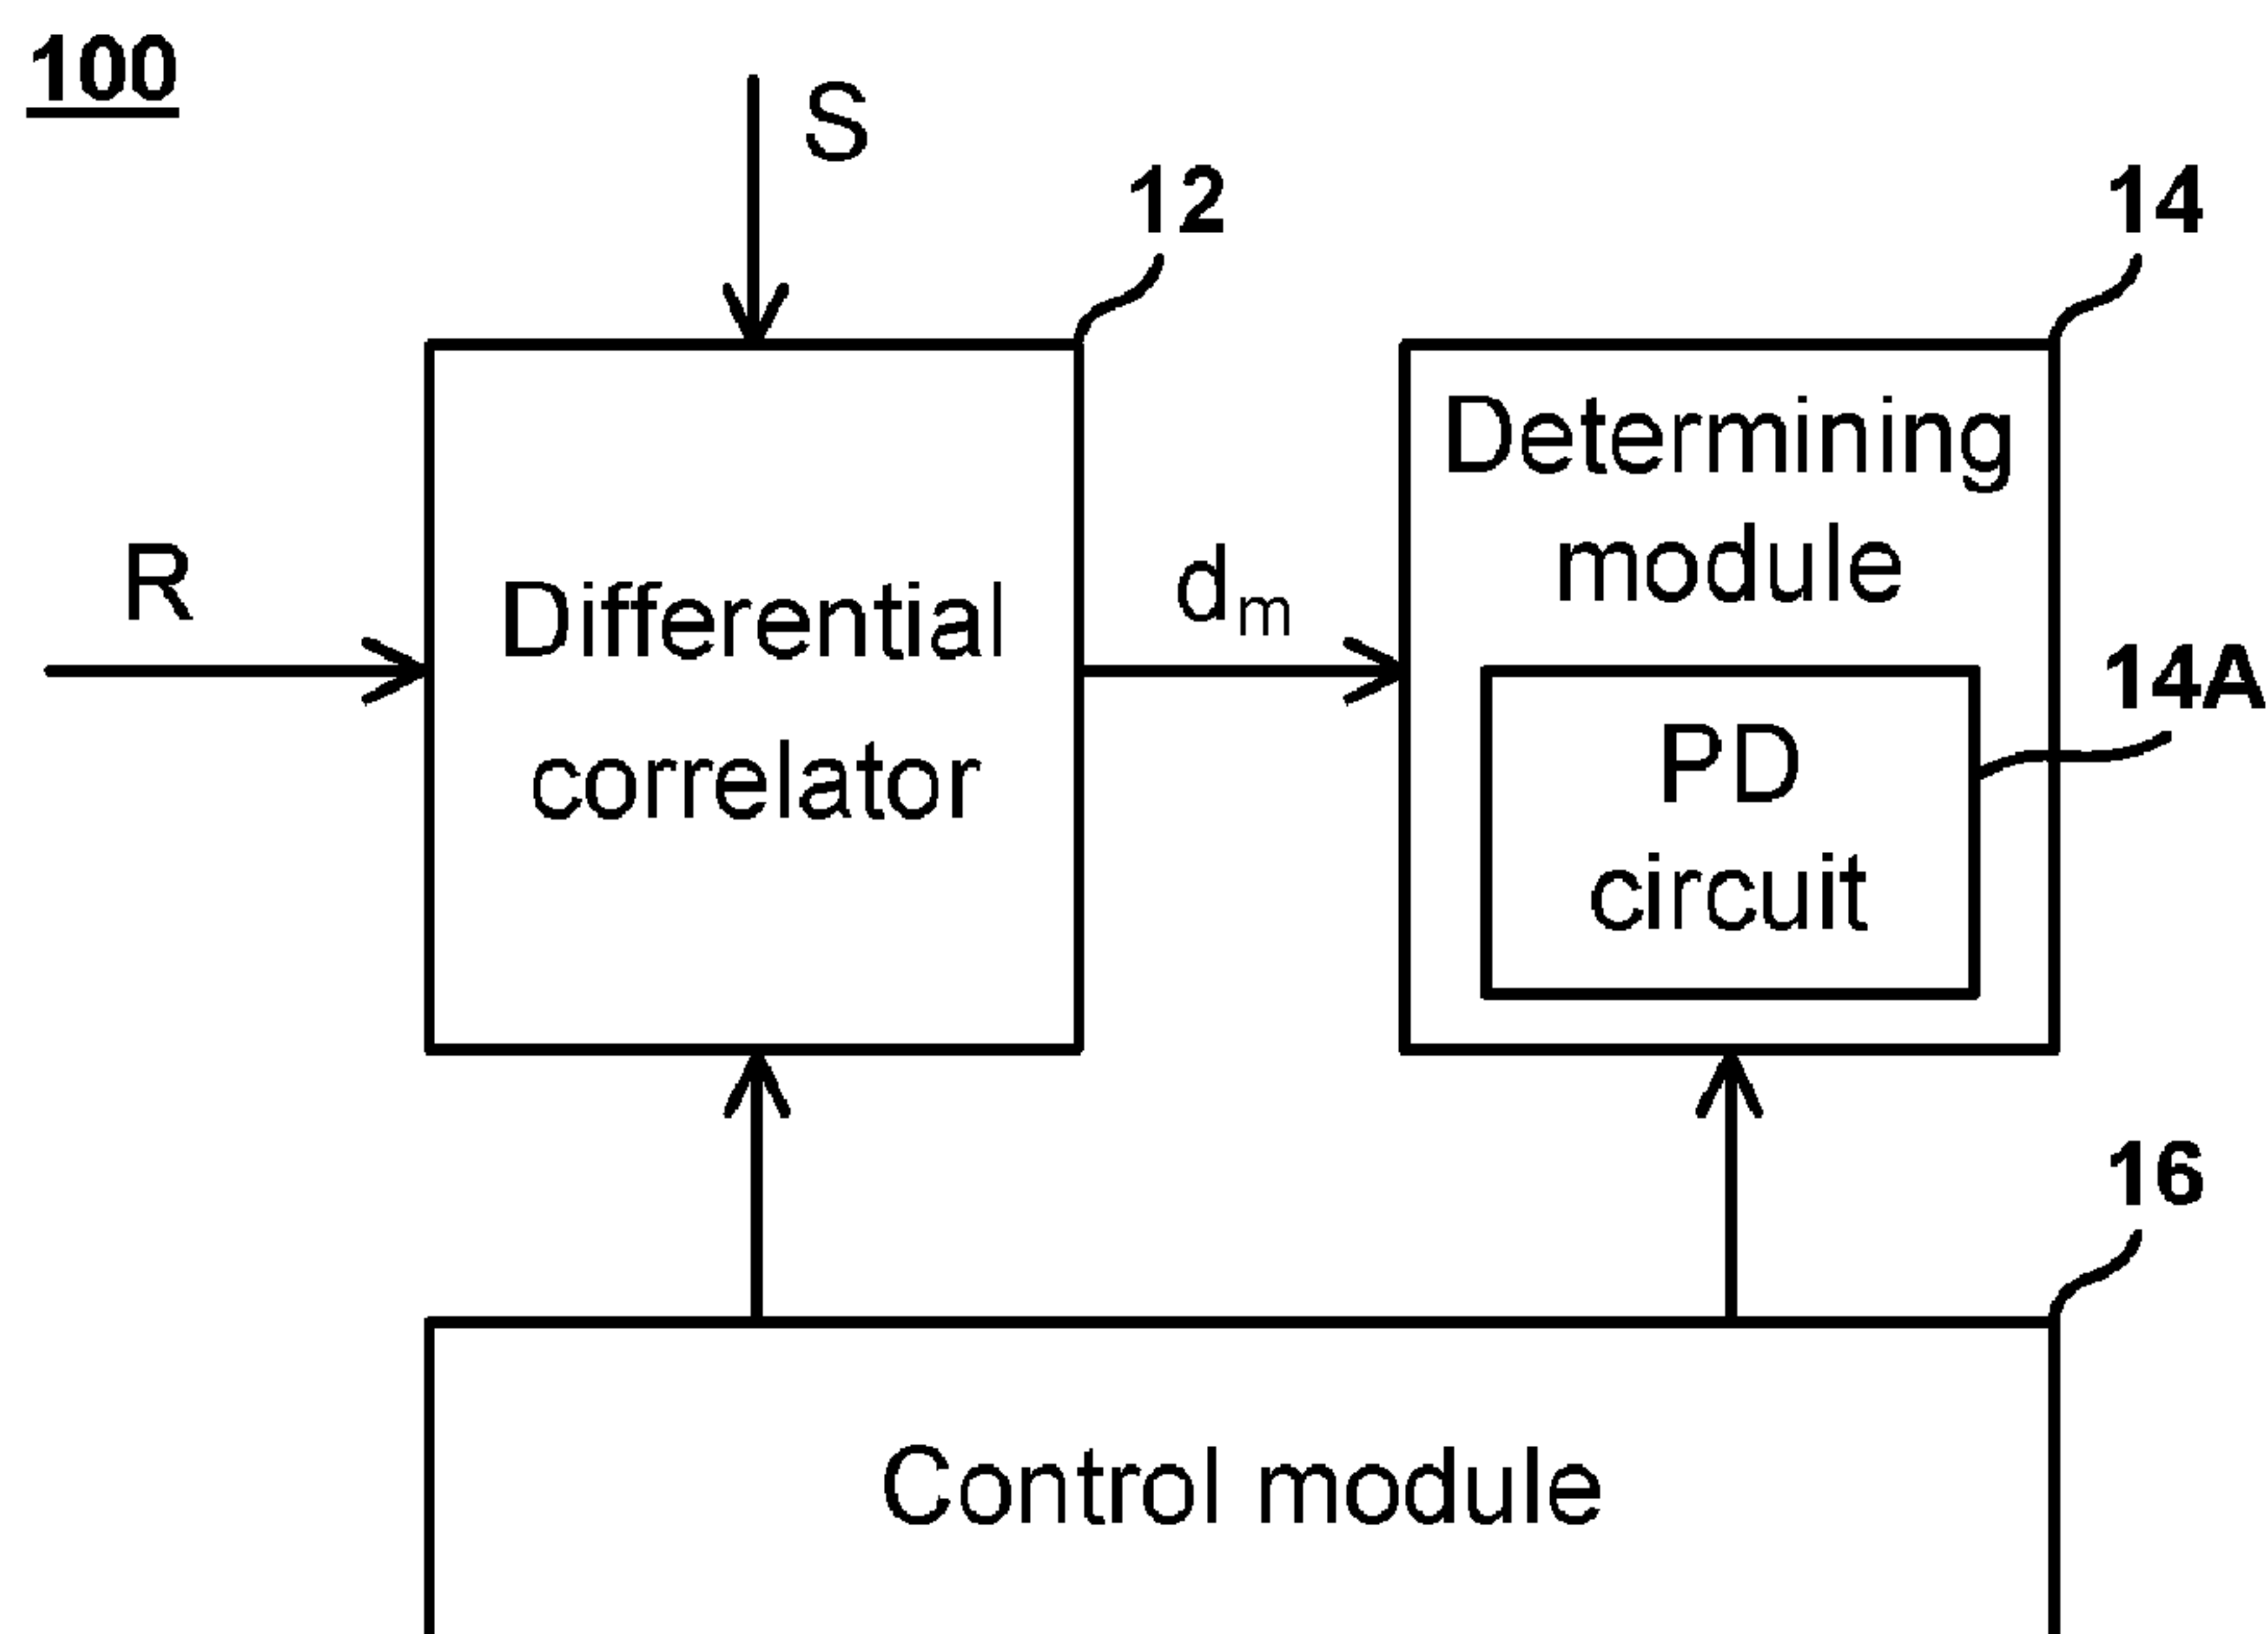 100
S
12
14
R
Differential
correlator
dm
Determining
module
14A
PD
circuit
16
Control module